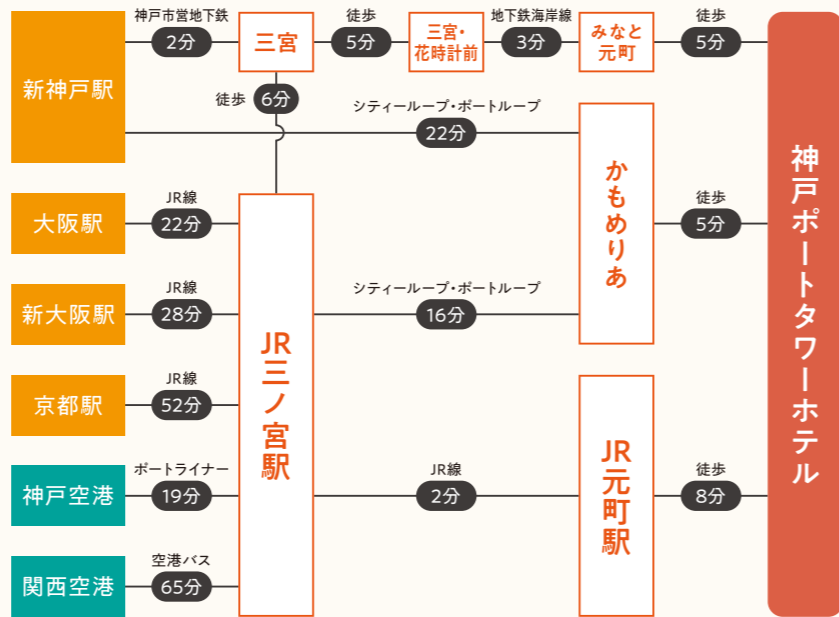 新神戸駅
神戸市営地下鉄
2分
三宮
徒歩
5分
三宮・
花時計前
地下鉄海岸線
3分
みなと
元町
徒歩
5分
徒歩 6分
シティーループ・ポートループ
22分
かもめりあ
徒歩
5分
神戸ポートタワーホテル
大阪駅
JR線
22分
JR三ノ宮駅
新大阪駅
JR線
28分
シティーループ・ポートループ
16分
京都駅
JR線
52分
神戸空港
ポートライナー
19分
JR線
2分
JR元町駅
徒歩
8分
関西空港
空港バス
65分